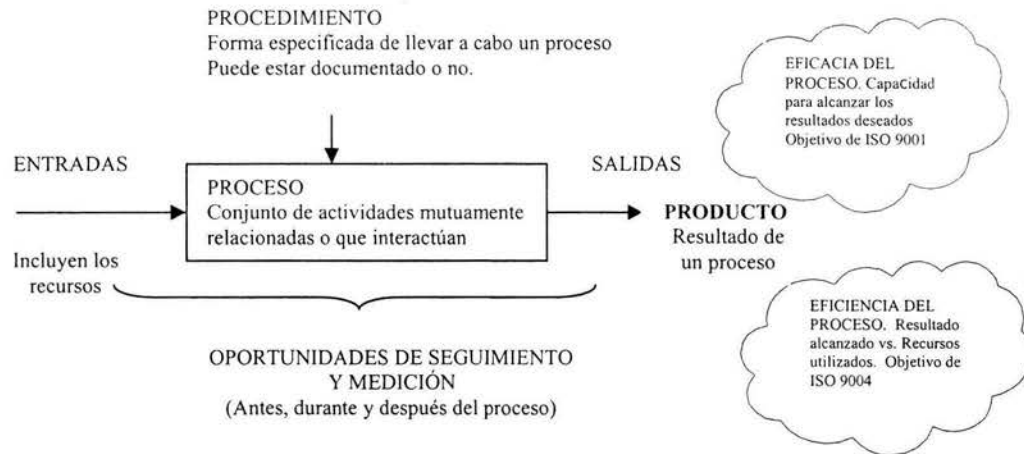 PROCEDIMIENTO
Forma especificada de llevar a cabo un proceso
Puede estar documentado o no.
EFICACIA DEL
PROCESO. Capacidad
para alcanzar los
resultados deseados
Objetivo de ISO 9001
ENTRADAS
SALIDAS
PROCESO
Conjunto de actividades mutuamente
relacionadas o que interactúan
PRODUCTO
Resultado de
un proceso
Incluyen los
recursos
OPORTUNIDADES DE SEGUIMIENTO
Y MEDICIÓN
(Antes, durante y después del proceso)
EFICIENCIA DEL
PROCESO. Resultado
alcanzado vs. Recursos
utilizados. Objetivo de
ISO 9004